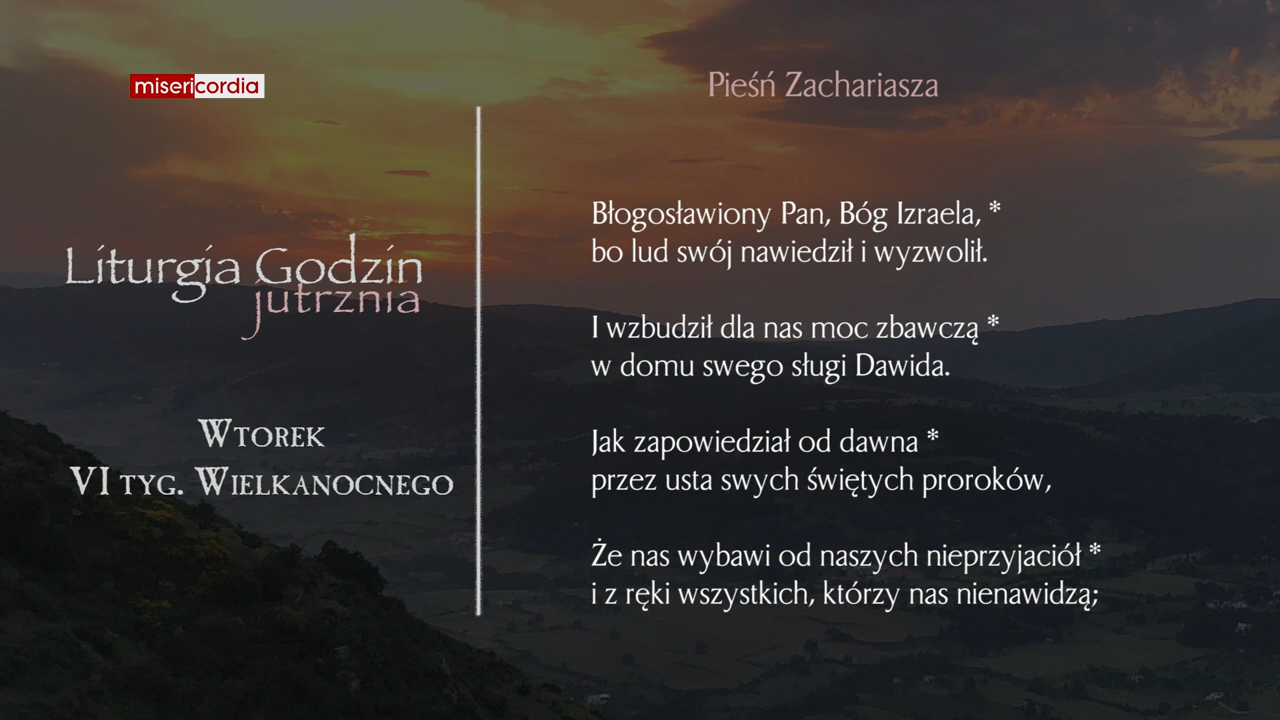 misericordia
Liturgia Godzin
jutrznia
Wtorek
VI tyg. Wielkanocnego
Pieśń Zachariasza
Błogosławiony Pan, Bóg Izraela, *
bo lud swój nawiedził i wyzwolił.
I wzbudził dla nas moc zbawczą *
w domu swego sługi Dawida.
Jak zapowiedział od dawna *
przez usta swych świętych proroków,
Że nas wybawi od naszych nieprzyjaciół *
i z ręki wszystkich, którzy nas nienawidzą;